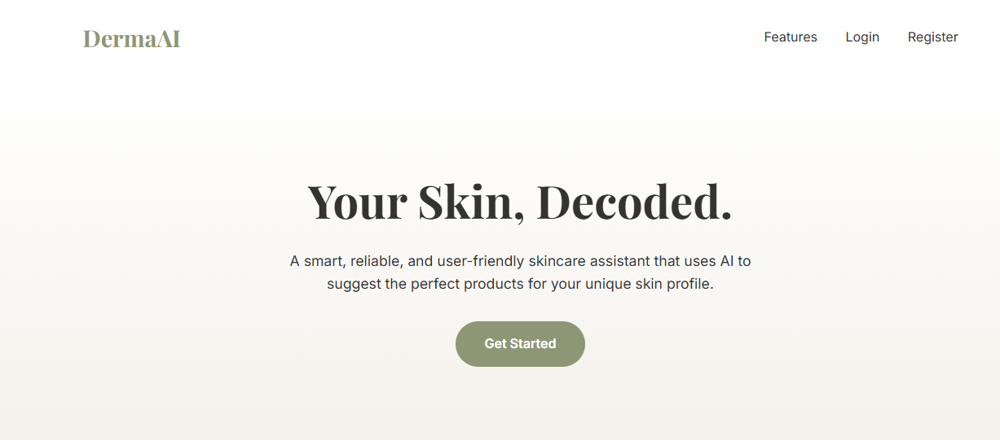 DermaAI
Features
Login
Register
Your Skin, Decoded.
A smart, reliable, and user-friendly skincare assistant that uses AI to
suggest the perfect products for your unique skin profile.
Get Started